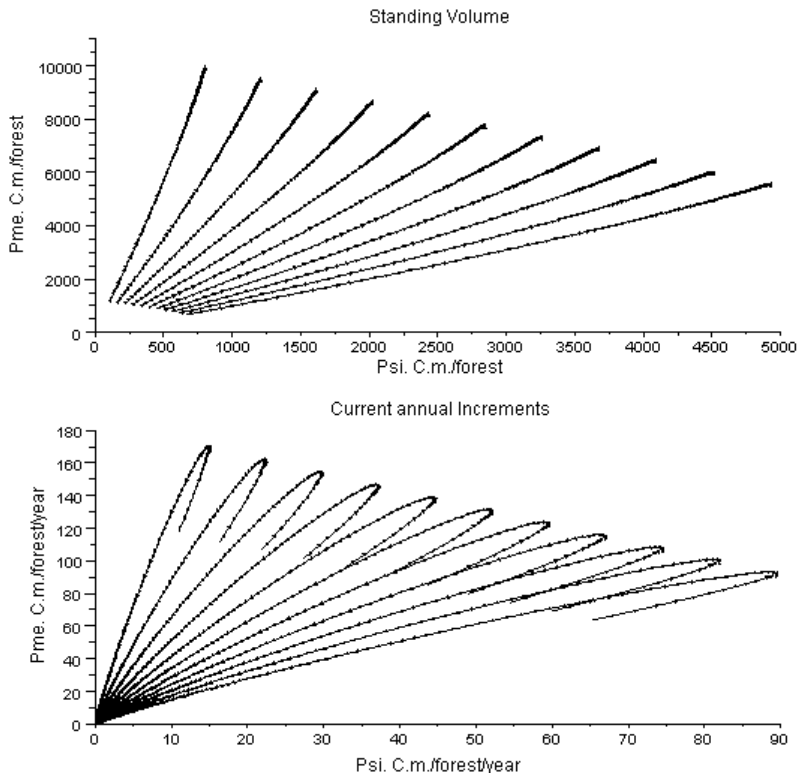 Standing Volume
10000
8000
6000
4000
2000
0
Pme. C.m./forest
0 500 1000 1500 2000 2500 3000 3500 4000 4500 5000
Psi. C.m./forest
Current annual Increments
180
160
140
120
100
80
60
40
20
0
Pme. C.m./forest/year
0 10 20 30 40 50 60 70 80 90
Psi. C.m./forest/year